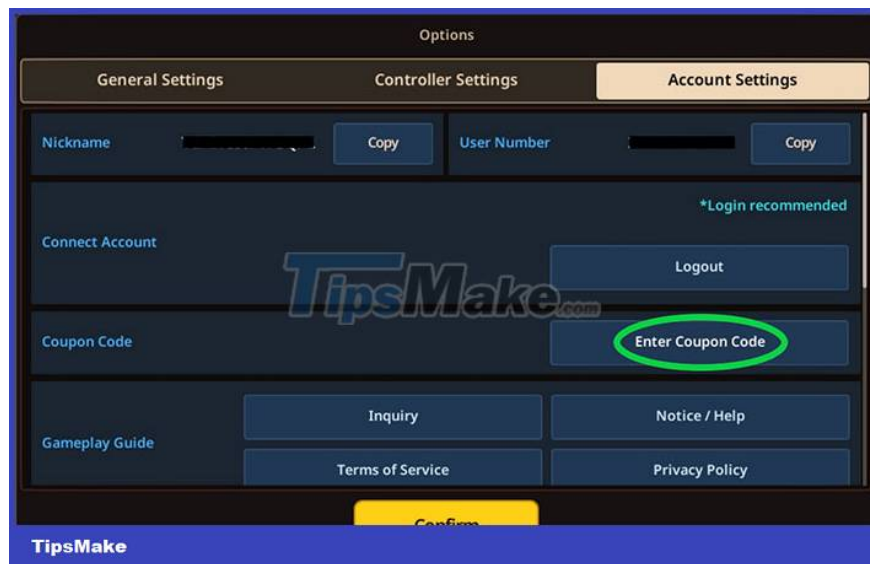 Options
General Settings Controller Settings Account Settings
Nickname Copy User Number Copy
*Login recommended
Connect Account
Logout
TipsMake.com
Coupon Code Enter Coupon Code
Inquiry Notice / Help
Gameplay Guide
Terms of Service Privacy Policy
Confirm
TipsMake